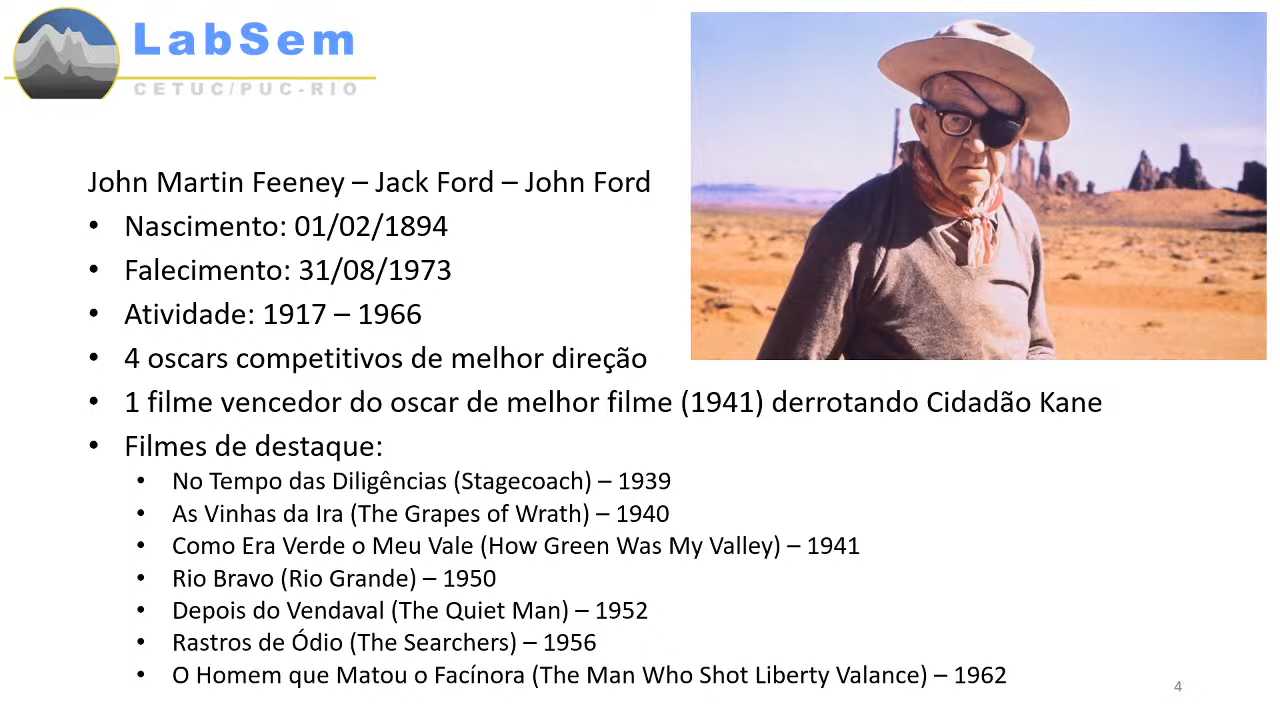 LabSem
CETUC/PUC-RIO
John Martin Feeney – Jack Ford – John Ford
• Nascimento: 01/02/1894
• Falecimento: 31/08/1973
• Atividade: 1917 – 1966
• 4 oscars competitivos de melhor direção
• 1 filme vencedor do oscar de melhor filme (1941) derrotando Cidadão Kane
• Filmes de destaque:
• No Tempo das Diligências (Stagecoach) – 1939
• As Vinhas da Ira (The Grapes of Wrath) – 1940
• Como Era Verde o Meu Vale (How Green Was My Valley) – 1941
• Rio Bravo (Rio Grande) – 1950
• Depois do Vendaval (The Quiet Man) – 1952
• Rastros de Ódio (The Searchers) – 1956
• O Homem que Matou o Facínora (The Man Who Shot Liberty Valance) – 1962
4